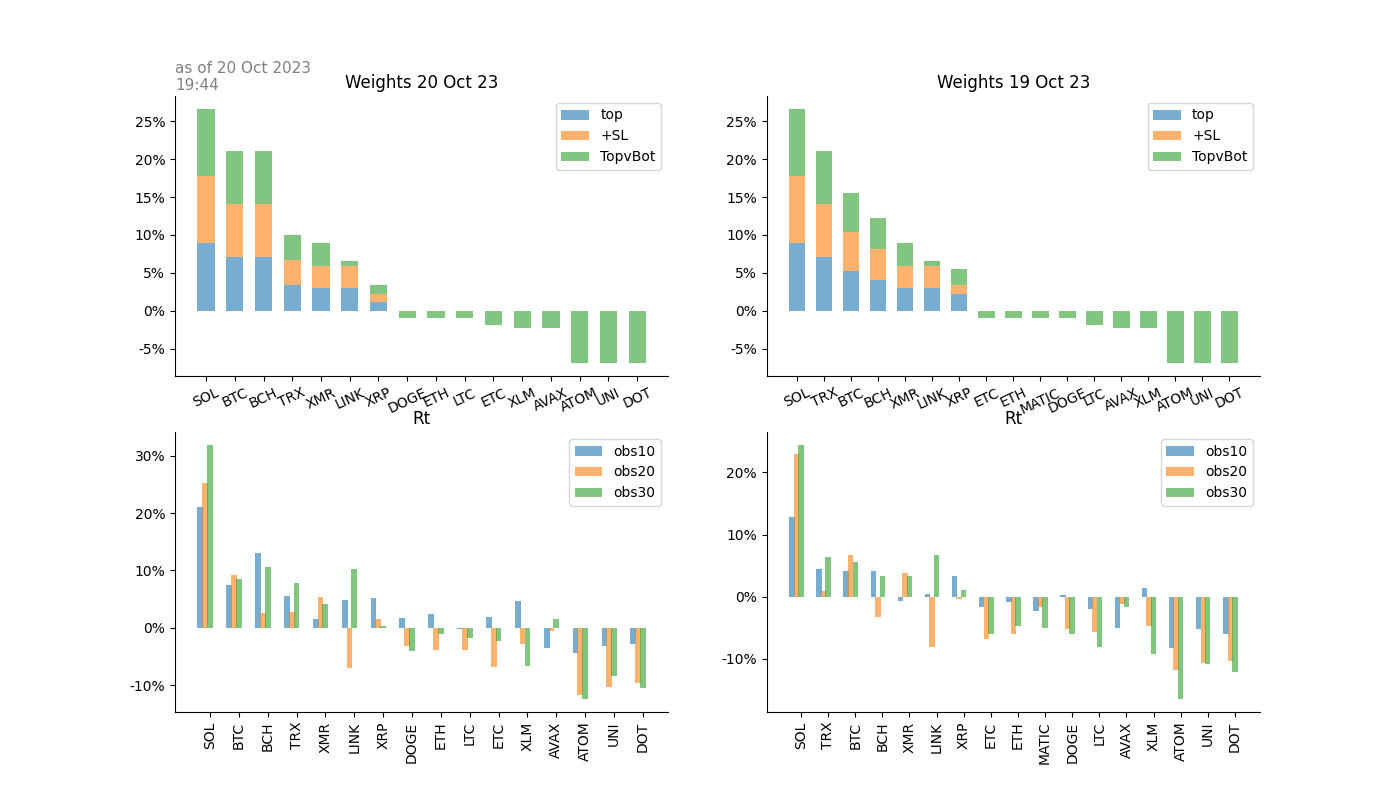 as of 20 Oct 2023
19:44
Weights 20 Oct 23
25%
20%
15%
10%
5%
0%
-5%
top
+SL
TopvBot
SOL BTC BCH TRX XMR LINK XRP DOGE ETH LTC ETC XLM AVAX ATOM UNI DOT
Weights 19 Oct 23
25%
20%
15%
10%
5%
0%
-5%
top
+SL
TopvBot
SOL TRX BTC BCH XMR LINK XRP ETC ETH MATIC DOGE LTC AVAX XLM ATOM UNI DOT
Rt
30%
20%
10%
0%
-10%
obs10
obs20
obs30
SOL BTC BCH TRX XMR LINK XRP DOGE ETH LTC ETC XLM AVAX ATOM UNI DOT
Rt
20%
10%
0%
-10%
obs10
obs20
obs30
SOL TRX BTC BCH XMR LINK XRP ETC ETH MATIC DOGE LTC AVAX XLM ATOM UNI DOT